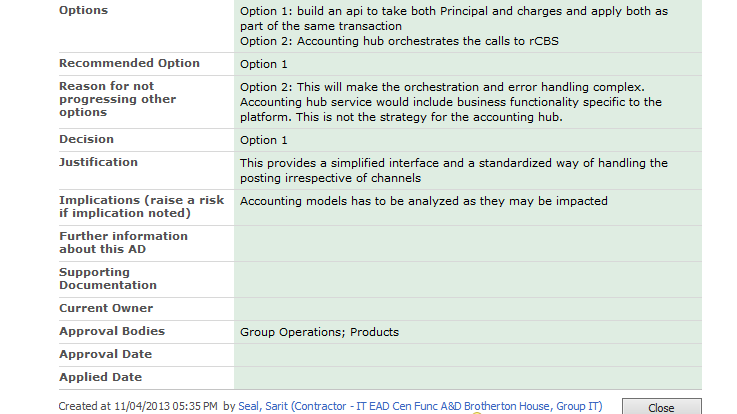 Options
Option 1: build an api to take both Principal and charges and apply both as
part of the same transaction
Option 2: Accounting hub orchestrates the calls to rCBS
Recommended Option
Option 1
Reason for not
progressing other
options
Option 2: This will make the orchestration and error handling complex.
Accounting hub service would include business functionality specific to the
platform. This is not the strategy for the accounting hub.
Decision
Option 1
Justification
This provides a simplified interface and a standardized way of handling the
posting irrespective of channels
Implications (raise a risk
if implication noted)
Accounting models has to be analyzed as they may be impacted
Further information
about this AD
Supporting
Documentation
Current Owner
Approval Bodies
Group Operations; Products
Approval Date
Applied Date
Created at 11/04/2013 05:35 PM by Seal, Sarit (Contractor - IT EAD Cen Func A&D Brotherton House, Group IT)
Close